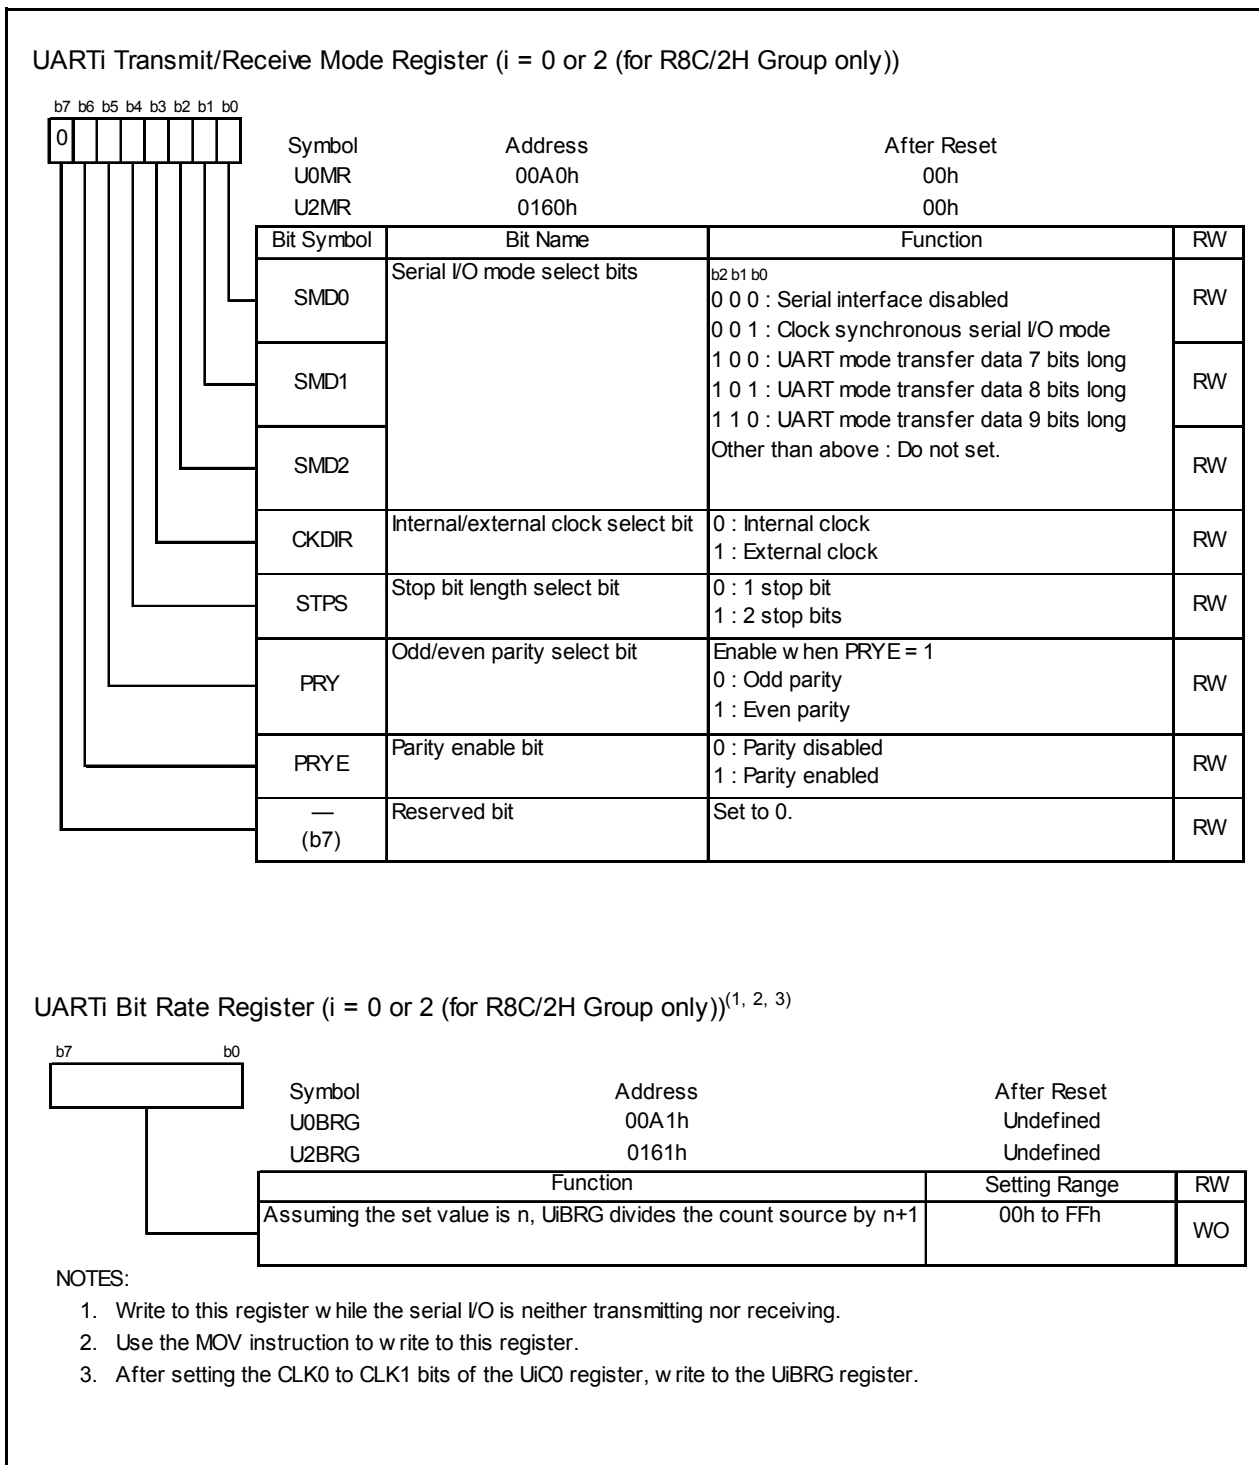 UARTi Transmit/Receive Mode Register (i = 0 or 2 (for R8C/2H Group only))
b7 b6 b5 b4 b3 b2 b1 b0
0
Symbol Address After Reset
U0MR 00A0h 00h
U2MR 0160h 00h
Bit Symbol Bit Name Function RW
SMD0 Serial I/O mode select bits b2 b1 b0 RW
0 0 0 : Serial interface disabled
0 0 1 : Clock synchronous serial I/O mode
SMD1 1 0 0 : UART mode transfer data 7 bits long RW
1 0 1 : UART mode transfer data 8 bits long
1 1 0 : UART mode transfer data 9 bits long
SMD2 Other than above : Do not set. RW
CKDIR Internal/external clock select bit 0 : Internal clock RW
1 : External clock
STPS Stop bit length select bit 0 : 1 stop bit RW
1 : 2 stop bits
PRY Odd/even parity select bit Enable when PRYE = 1 RW
0 : Odd parity
1 : Even parity
PRYE Parity enable bit 0 : Parity disabled RW
1 : Parity enabled
— Reserved bit Set to 0. RW
(b7)
UARTi Bit Rate Register (i = 0 or 2 (for R8C/2H Group only))(1, 2, 3)
b7 b0
Symbol Address After Reset
U0BRG 00A1h Undefined
U2BRG 0161h Undefined
Function Setting Range RW
Assuming the set value is n, UiBRG divides the count source by n+1 00h to FFh WO
NOTES:
1. Write to this register while the serial I/O is neither transmitting nor receiving.
2. Use the MOV instruction to write to this register.
3. After setting the CLK0 to CLK1 bits of the UiC0 register, write to the UiBRG register.